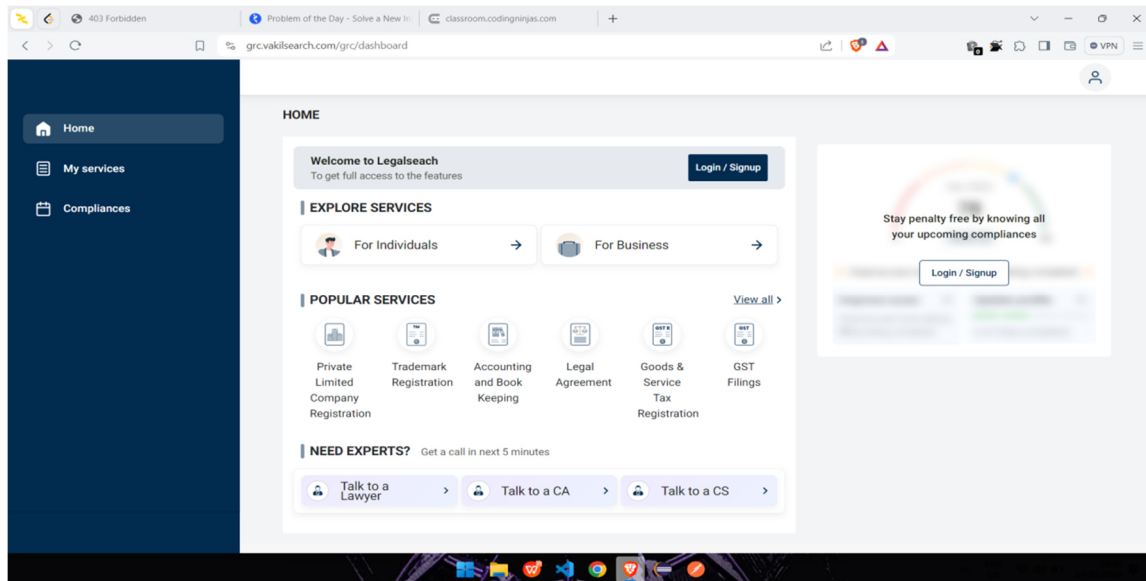 403 Forbidden
Problem of the Day - Solve a New
classroom.codingninjas.com
grc.vakilsearch.com/grc/dashboard
VPN
Home
My services
Compliances
HOME
Welcome to Legalseach
To get full access to the features
Login / Signup
EXPLORE SERVICES
For Individuals
For Business
POPULAR SERVICES
View all
Private
Limited
Company
Registration
Trademark
Registration
Accounting
and Book
Keeping
Legal
Agreement
Goods &
Service
Tax
Registration
GST
Filings
NEED EXPERTS? Get a call in next 5 minutes
Talk to a
Lawyer
Talk to a CA
Talk to a CS
Stay penalty free by knowing all
your upcoming compliances
Login / Signup